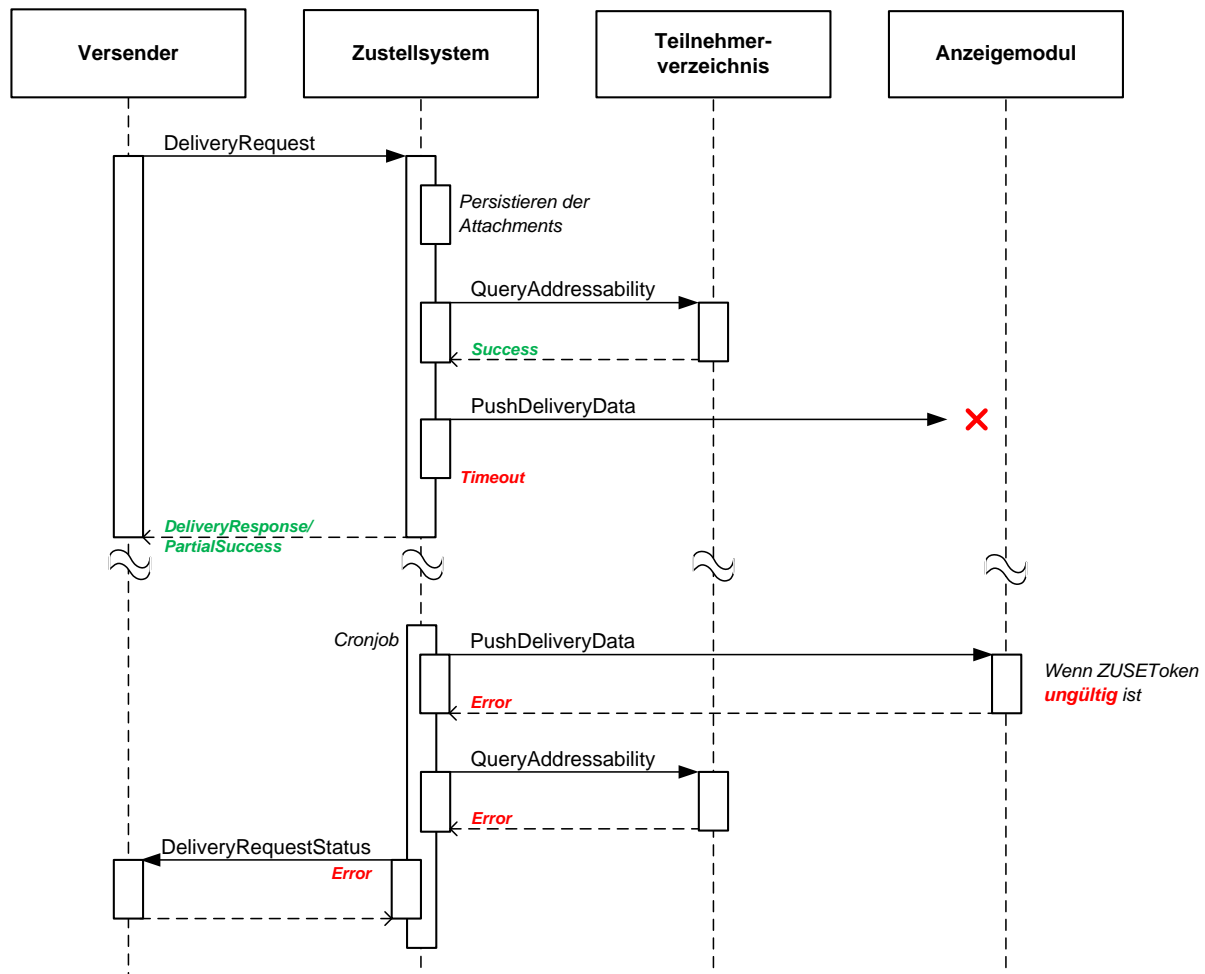 Versender
Zustellsystem
Teilnehmer-
verzeichnis
Anzeigemodul
DeliveryRequest
Persistieren der
Attachments
QueryAddressability
Success
PushDeliveryData
Timeout
DeliveryResponse/
PartialSuccess
Cronjob
PushDeliveryData
Wenn ZUSEToken
ungültig ist
Error
QueryAddressability
Error
DeliveryRequestStatus
Error